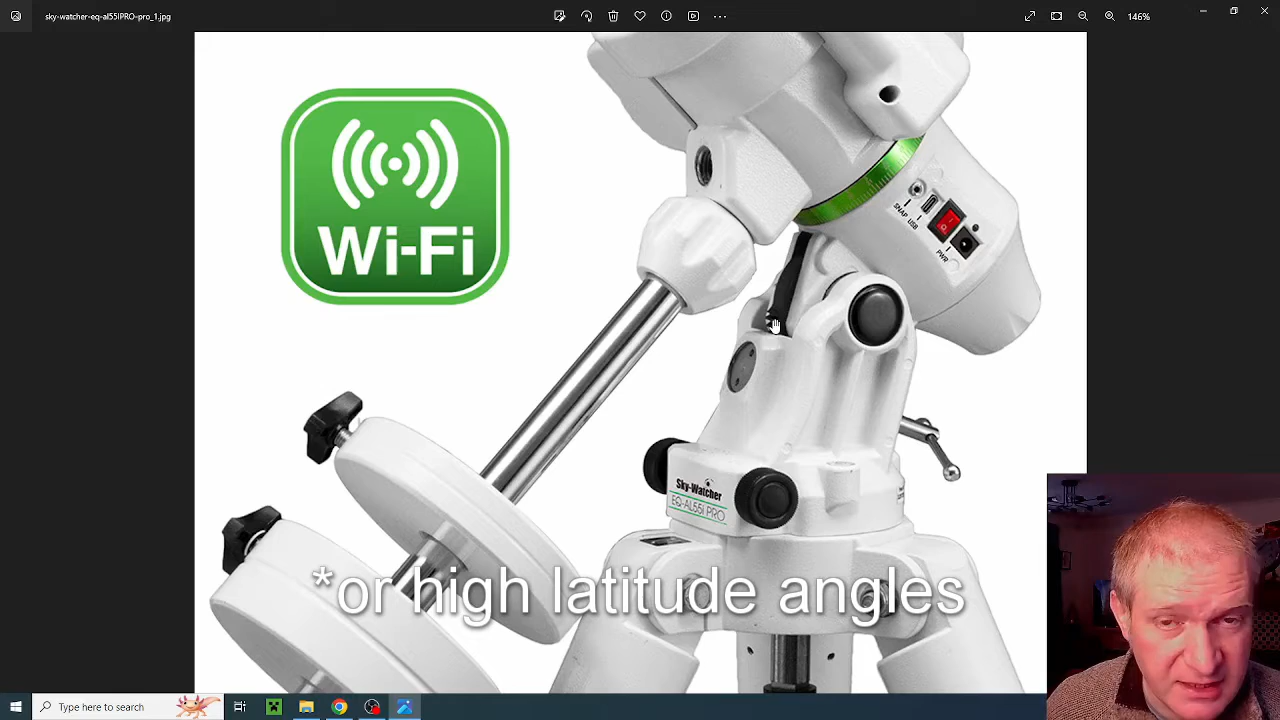 sky-watcher-eq-al55iPRO-pro_1.jpg
146%
Wi-Fi
SNAP
USB
PWR
Sky-Watcher
EQ-AL55i PRO
*or high latitude angles
Type here to search